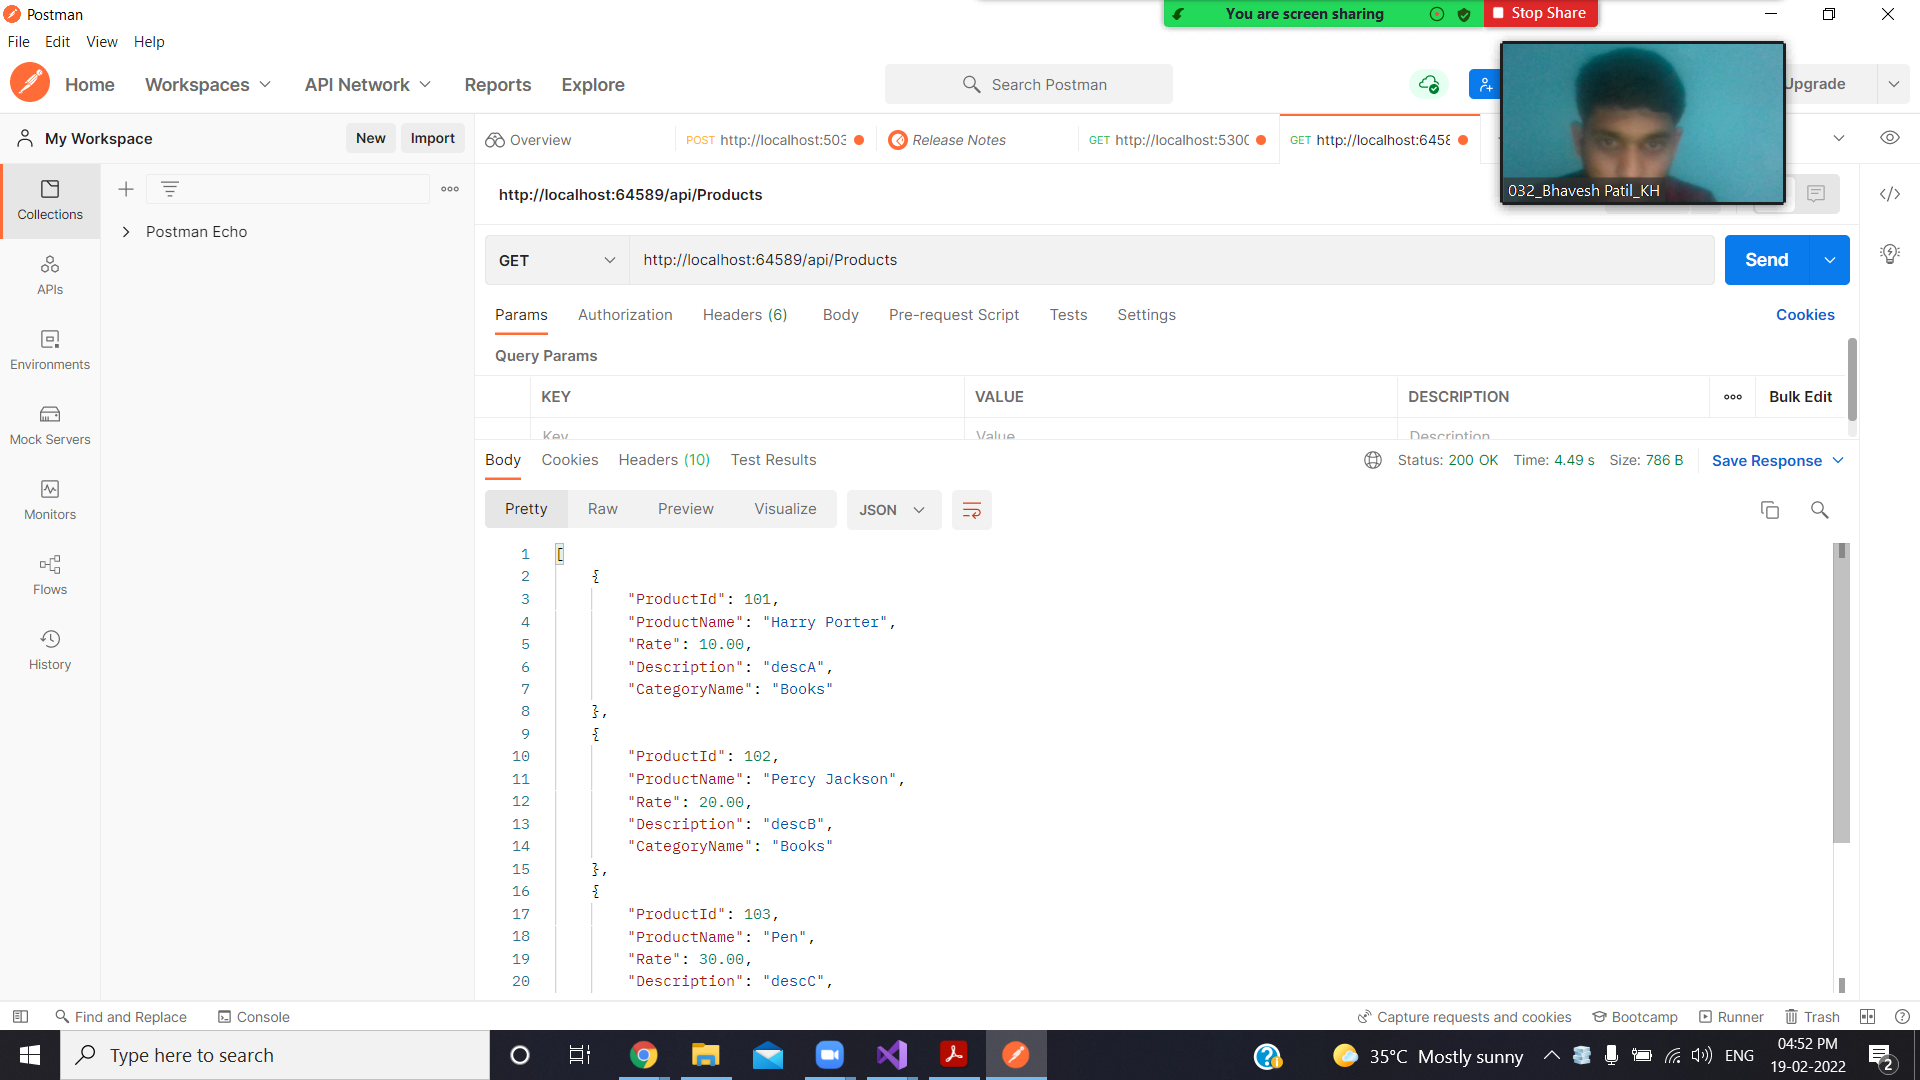 Postman
You are screen sharing
Stop Share
File Edit View Help
Home Workspaces API Network Reports Explore
Search Postman
Upgrade
My Workspace
New Import
Overview
POST http://localhost:503
Release Notes
GET http://localhost:5300
GET http://localhost:6458
032_Bhavesh Patil_KH
Collections
Postman Echo
APIs
Environments
Mock Servers
Monitors
Flows
History
http://localhost:64589/api/Products
GET http://localhost:64589/api/Products
Send
Params Authorization Headers (6) Body Pre-request Script Tests Settings Cookies
Query Params
KEY VALUE DESCRIPTION Bulk Edit
Key Value Description
Body Cookies Headers (10) Test Results
Status: 200 OK Time: 4.49 s Size: 786 B Save Response
Pretty Raw Preview Visualize JSON
1 [
2 {
3 "ProductId": 101,
4 "ProductName": "Harry Porter",
5 "Rate": 10.00,
6 "Description": "descA",
7 "CategoryName": "Books"
8 },
9 {
10 "ProductId": 102,
11 "ProductName": "Percy Jackson",
12 "Rate": 20.00,
13 "Description": "descB",
14 "CategoryName": "Books"
15 },
16 {
17 "ProductId": 103,
18 "ProductName": "Pen",
19 "Rate": 30.00,
20 "Description": "descC",
Find and Replace Console
Capture requests and cookies Bootcamp Runner Trash
Type here to search
35°C Mostly sunny
ENG
04:52 PM
19-02-2022
2